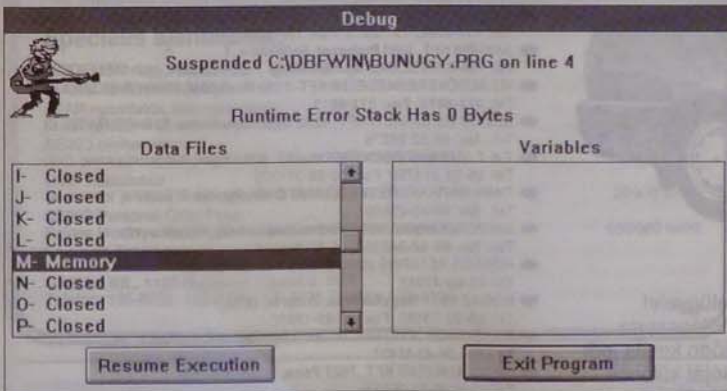 Debug
Suspended C:\DBFWIN\BUNUGY.PRG on line 4
Runtime Error Stack Has 0 Bytes
Data Files
Variables
I- Closed
J- Closed
K- Closed
L- Closed
M- Memory
N- Closed
O- Closed
P- Closed
Resume Execution
Exit Program